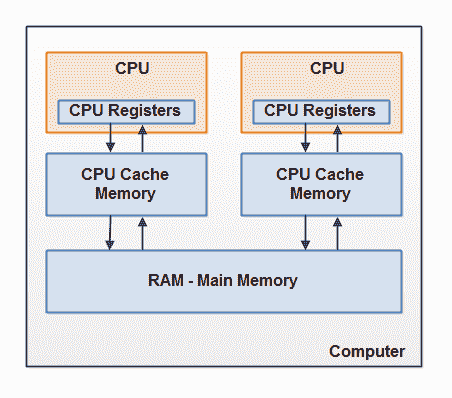 CPU
CPU
CPU Registers
CPU Registers
CPU Cache
Memory
CPU Cache
Memory
RAM - Main Memory
Computer